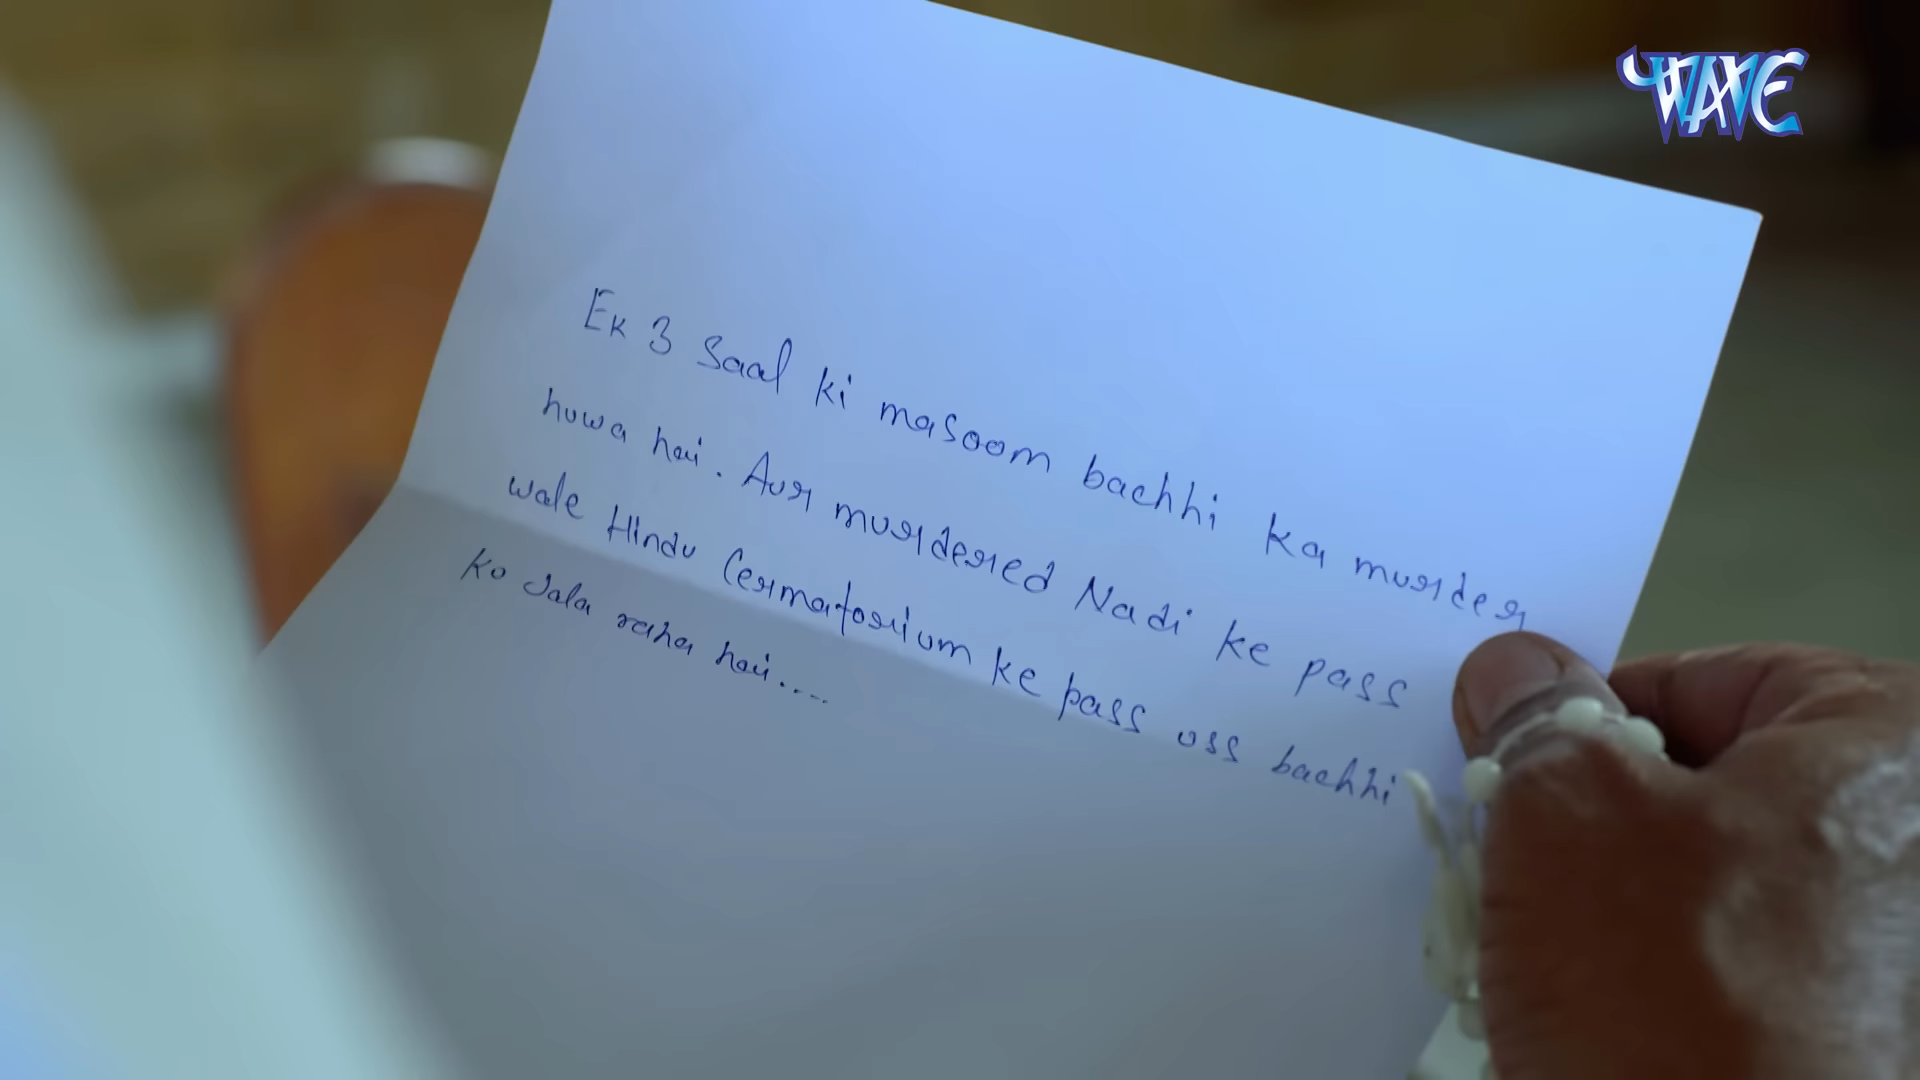 WAVE
Ek 3 Saal ki masoom bachhi ka murder
huwa hai. Aur murdered Nadi ke pass
wale Hindu Cermatorium ke pass uss bachhi
ko Jala raha hai....